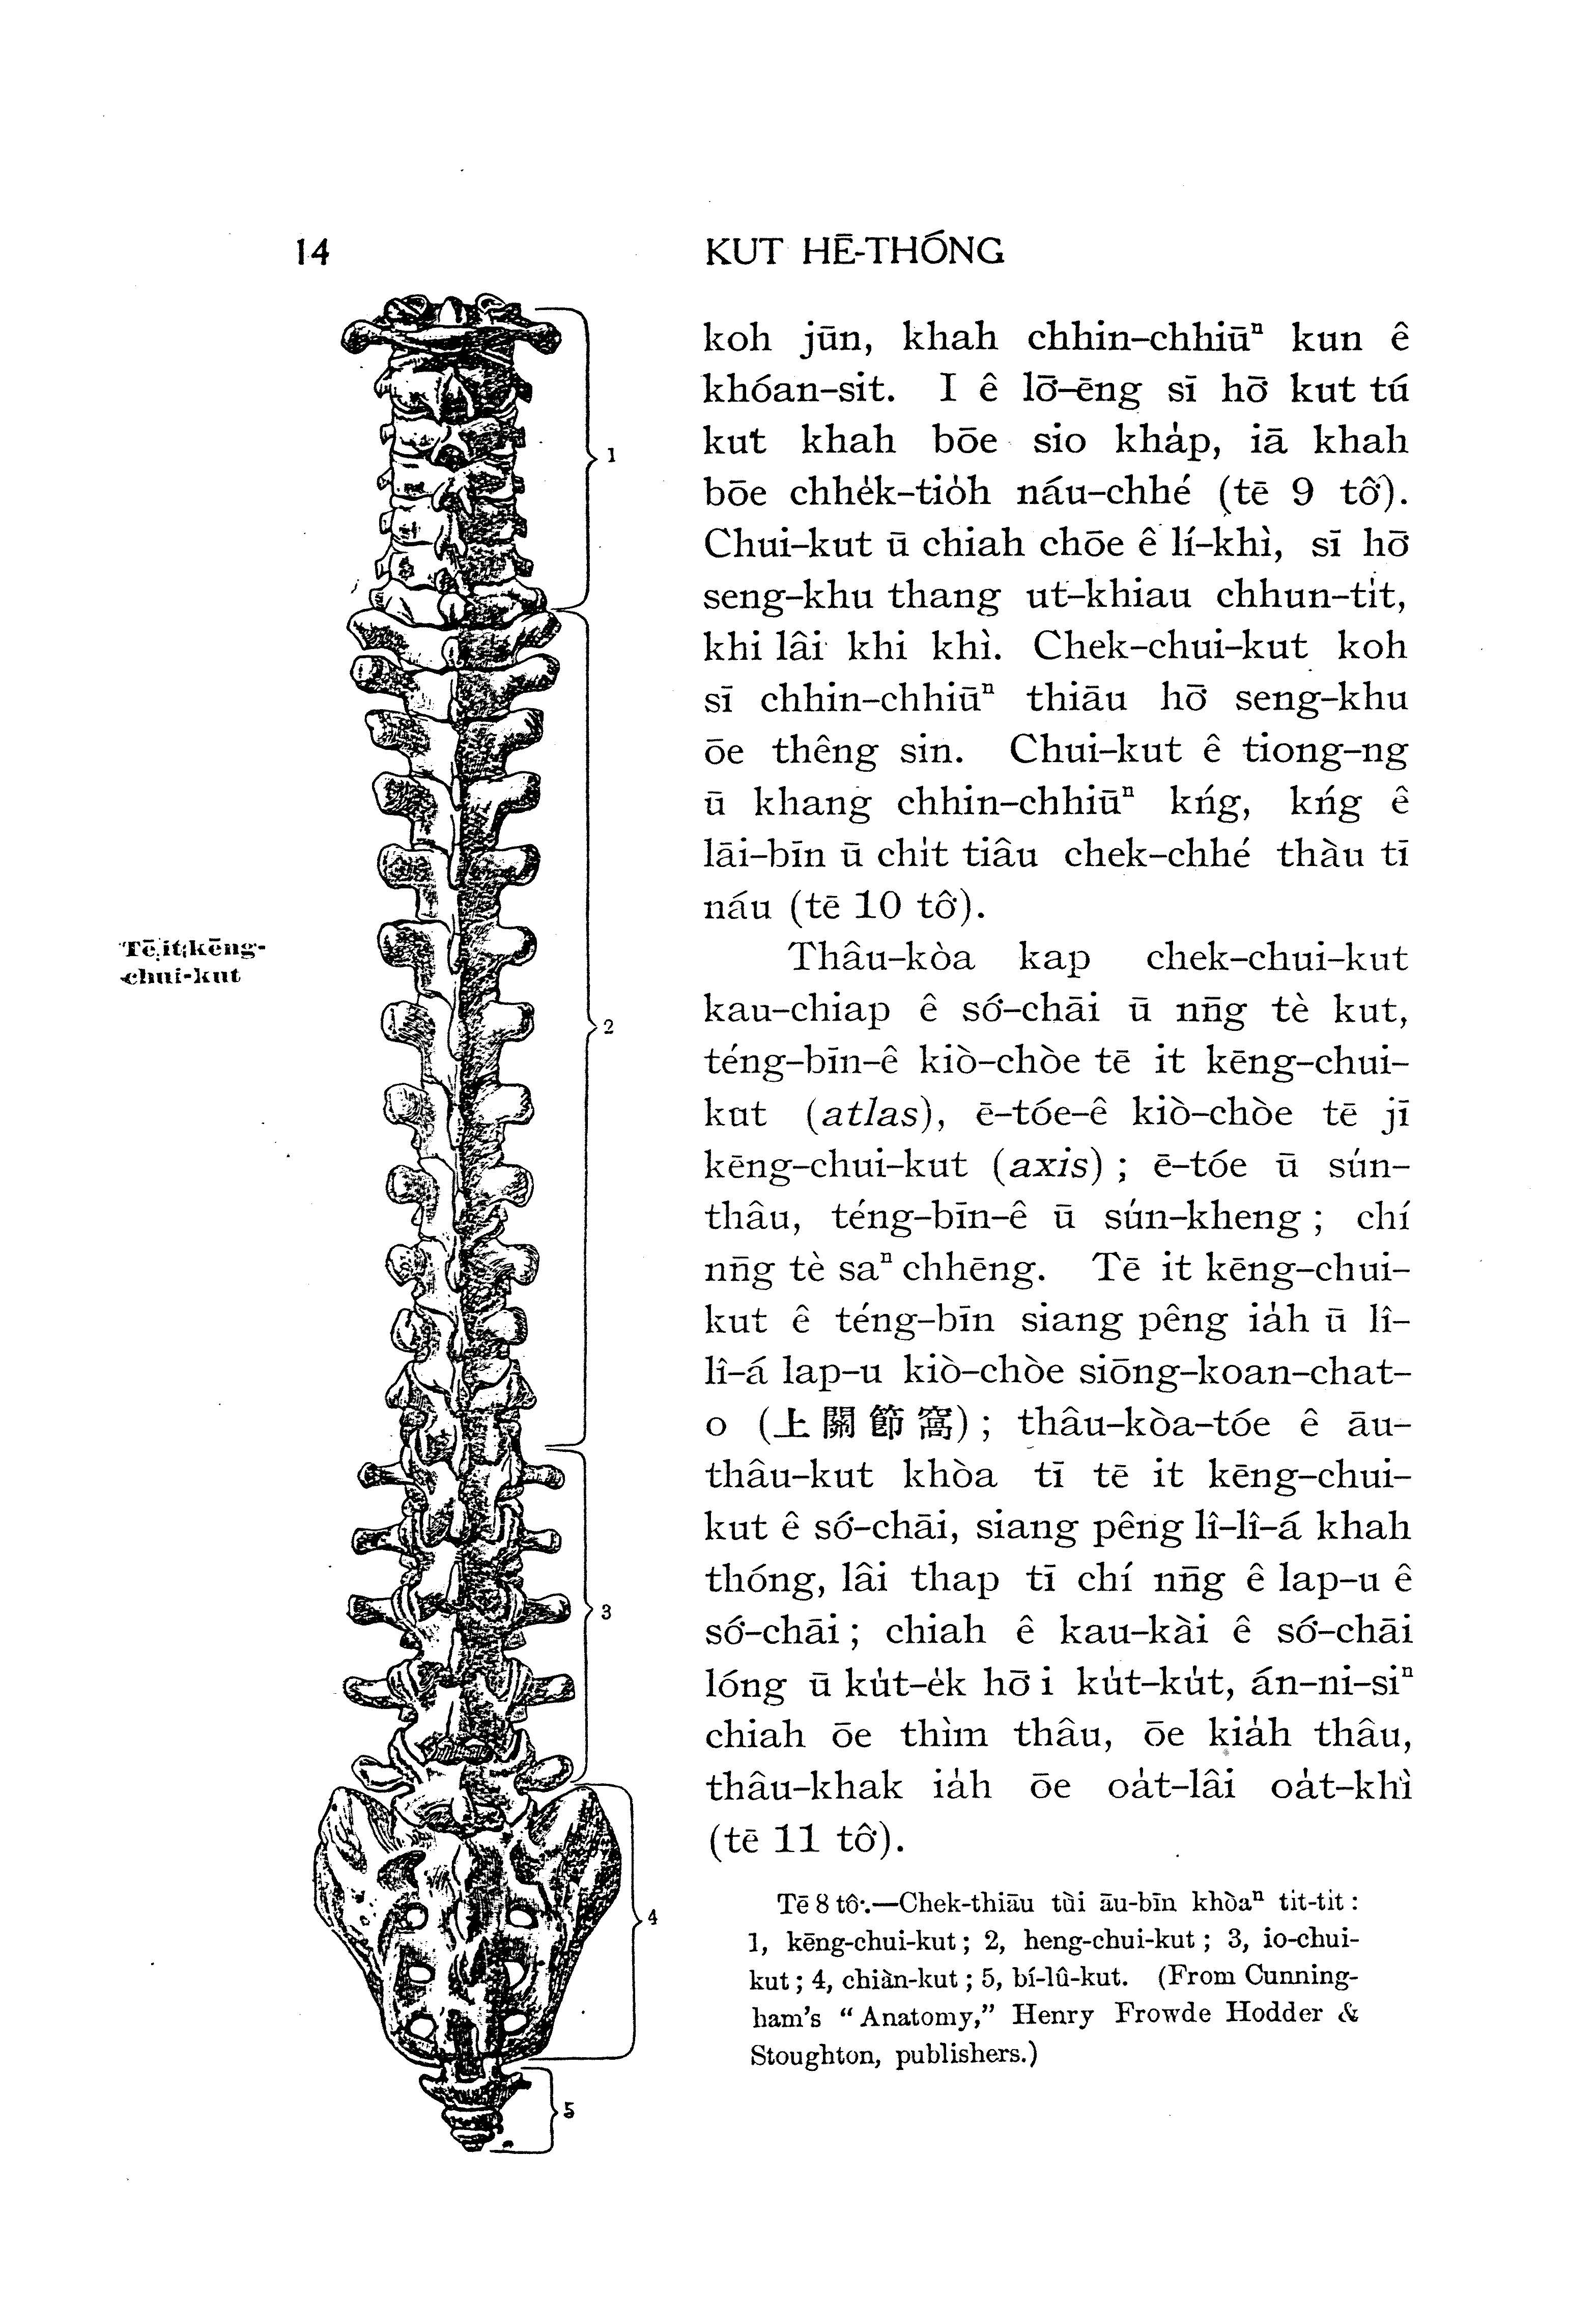 14
KUT HĒ-THÓNG
1
2
3
4
5
Tē it kēng-
chui-kut
koh jūn, khah chhin-chhiūⁿ kun ê
khóan-sit. I ê lō͘-ēng sī hō͘ kut tú
kut khah bōe sio kha̍p, iā khah
bōe chhe̍k-tio̍h náu-chhé (tē 9 tô͘).
Chui-kut ū chiah chōe ê lí-khì, sī hō͘
seng-khu thang ut-khiau chhun-ti̍t,
khi lâi khi khì. Chek-chui-kut koh
sī chhin-chhiūⁿ thiāu hō͘ seng-khu
ōe thêng sin. Chui-kut ê tiong-ng
ū khang chhin-chhiūⁿ kńg, kńg ê
lāi-bīn ū chi̍t tiâu chek-chhé thàu tī
náu (tē 10 tô͘).
Thâu-kòa kap chek-chui-kut
kau-chiap ê só͘-chāi ū nn̄g tè kut,
téng-bīn-ê kiò-chòe tē it kēng-chui-
kut (atlas), ē-tóe-ê kiò-chòe tē jī
kēng-chui-kut (axis) ; ē-tóe ū sún-
thâu, téng-bīn-ê ū sún-kheng ; chí
nn̄g tè saⁿ chhēng. Tē it kēng-chui-
kut ê téng-bīn siang pêng ia̍h ū lî-
lî-á lap-u kiò-chòe siōng-koan-chat-
o (上關節窩) ; thâu-kòa-tóe ê āu-
thâu-kut khòa tī tē it kēng-chui-
kut ê só͘-chāi, siang pêng lî-lî-á khah
thóng, lâi thap tī chí nn̄g ê lap-u ê
só͘-chāi ; chiah ê kau-kài ê só͘-chāi
lóng ū ku̍t-e̍k hō͘ i ku̍t-ku̍t, án-ni-siⁿ
chiah ōe thìm thâu, ōe kia̍h thâu,
thâu-khak ia̍h ōe oa̍t-lâi oa̍t-khì
(tē 11 tô͘).
Tē 8 tô͘.—Chek-thiāu tùi āu-bīn khòaⁿ ti̍t-ti̍t :
1, kēng-chui-kut ; 2, heng-chui-kut ; 3, io-chui-
kut ; 4, chiàn-kut ; 5, bí-lû-kut. (From Cunning-
ham's “ Anatomy,” Henry Frowde Hodder &
Stoughton, publishers.)